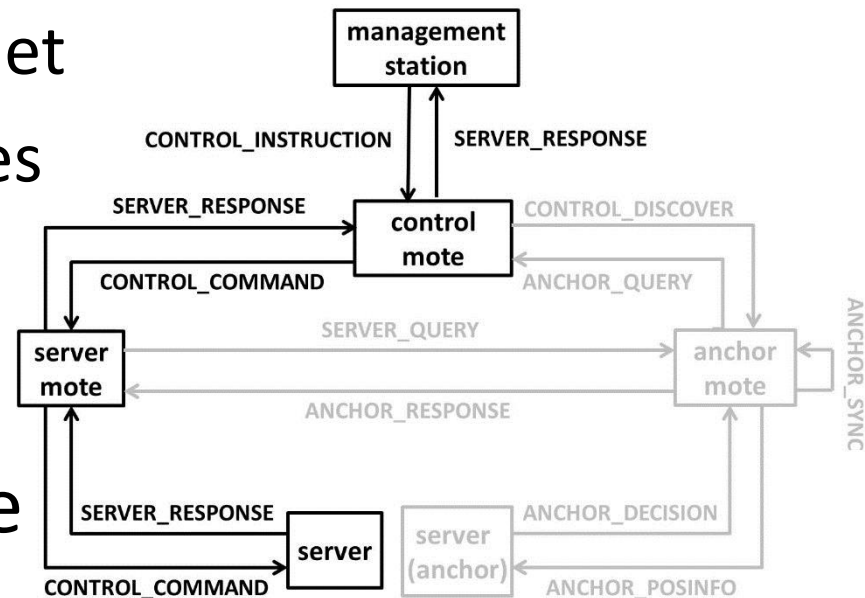 et
es
e
management
station
CONTROL_INSTRUCTION
SERVER_RESPONSE
SERVER_RESPONSE
control
mote
CONTROL_DISCOVER
CONTROL_COMMAND
ANCHOR_QUERY
server
mote
SERVER_QUERY
anchor
mote
ANCHOR_SYNC
ANCHOR_RESPONSE
SERVER_RESPONSE
server
server
(anchor)
ANCHOR_DECISION
CONTROL_COMMAND
ANCHOR_POSINFO